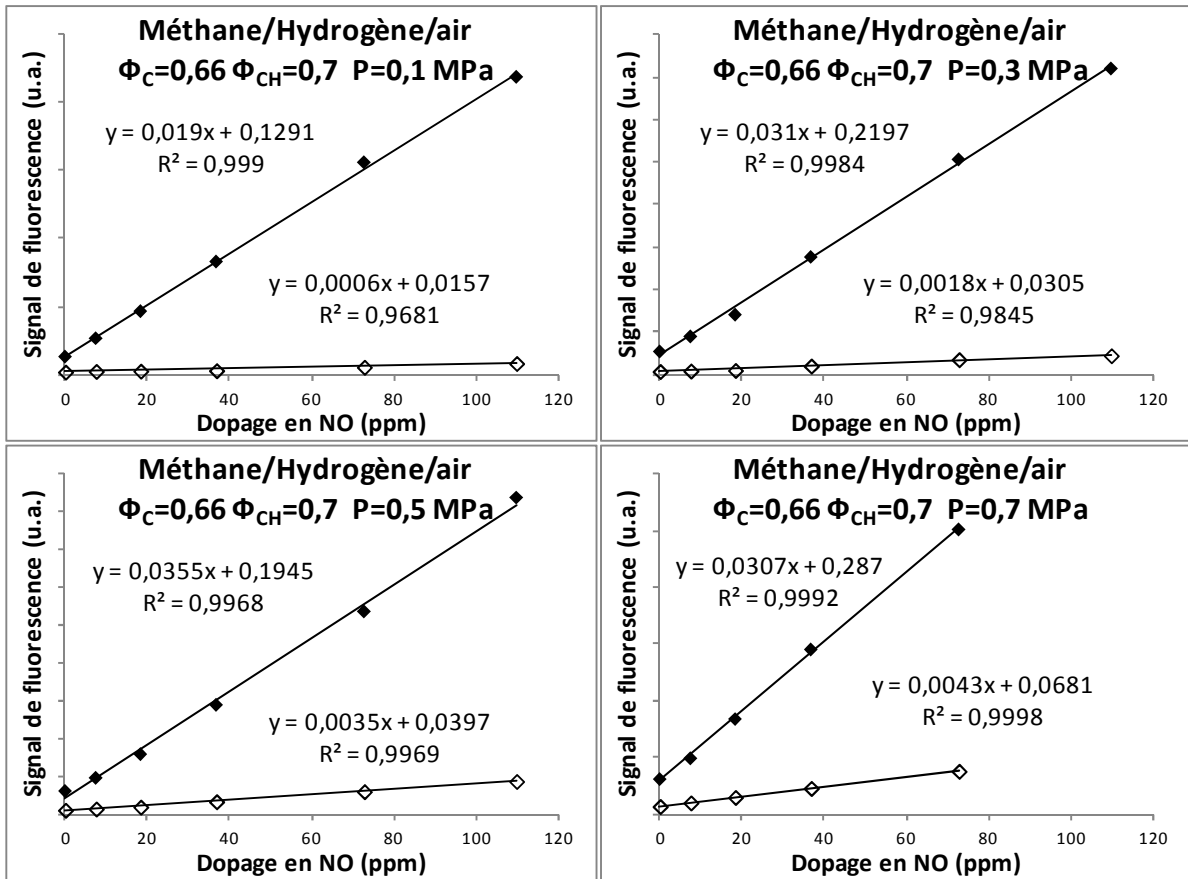 Méthane/Hydrogène/air
ΦC=0,66 ΦCH=0,7 P=0,1 MPa
Signal de fluorescence (u.a.)
y = 0,019x + 0,1291
R² = 0,999
y = 0,0006x + 0,0157
R² = 0,9681
0 20 40 60 80 100 120
Dopage en NO (ppm)
Méthane/Hydrogène/air
ΦC=0,66 ΦCH=0,7 P=0,3 MPa
Signal de fluorescence (u.a.)
y = 0,031x + 0,2197
R² = 0,9984
y = 0,0018x + 0,0305
R² = 0,9845
0 20 40 60 80 100 120
Dopage en NO (ppm)
Méthane/Hydrogène/air
ΦC=0,66 ΦCH=0,7 P=0,5 MPa
Signal de fluorescence (u.a.)
y = 0,0355x + 0,1945
R² = 0,9968
y = 0,0035x + 0,0397
R² = 0,9969
0 20 40 60 80 100 120
Dopage en NO (ppm)
Méthane/Hydrogène/air
ΦC=0,66 ΦCH=0,7 P=0,7 MPa
Signal de fluorescence (u.a.)
y = 0,0307x + 0,287
R² = 0,9992
y = 0,0043x + 0,0681
R² = 0,9998
0 20 40 60 80 100 120
Dopage en NO (ppm)